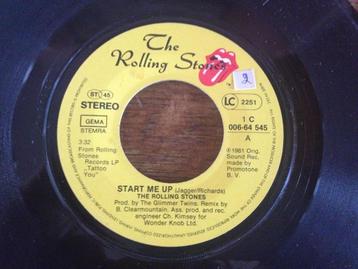 The
Rolling Stones
2
ST 45
STEREO
GEMA
STEMRA
3:32
From Rolling
Stones
Records LP
„Tattoo
You"
LC 2251
1 C
006-64 545
A
℗ 1981 Orig.
Sound Rec.
made by
Promotone
B. V.
START ME UP (Jagger/Richards)
THE ROLLING STONES
Prod. by The Glimmer Twins. Remix by
B. Clearmountain. Ass. prod. and rec.
engineer Ch. Kimsey for
Wonder Knob Ltd.